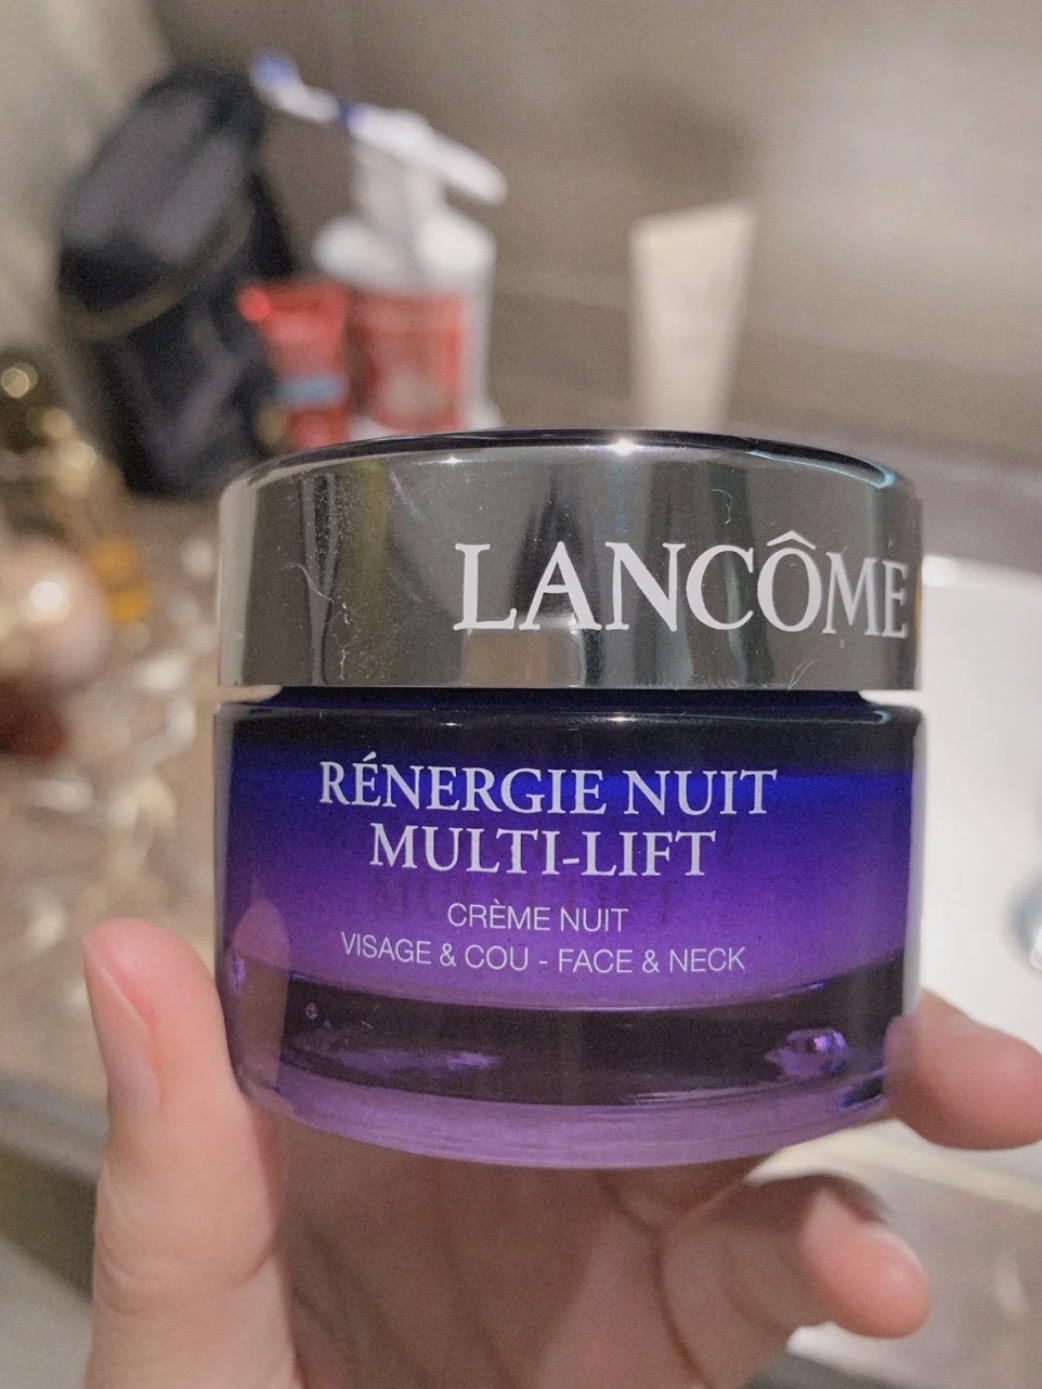 LANCÔME
RÉNERGIE NUIT
MULTI-LIFT
CRÈME NUIT
VISAGE & COU - FACE & NECK